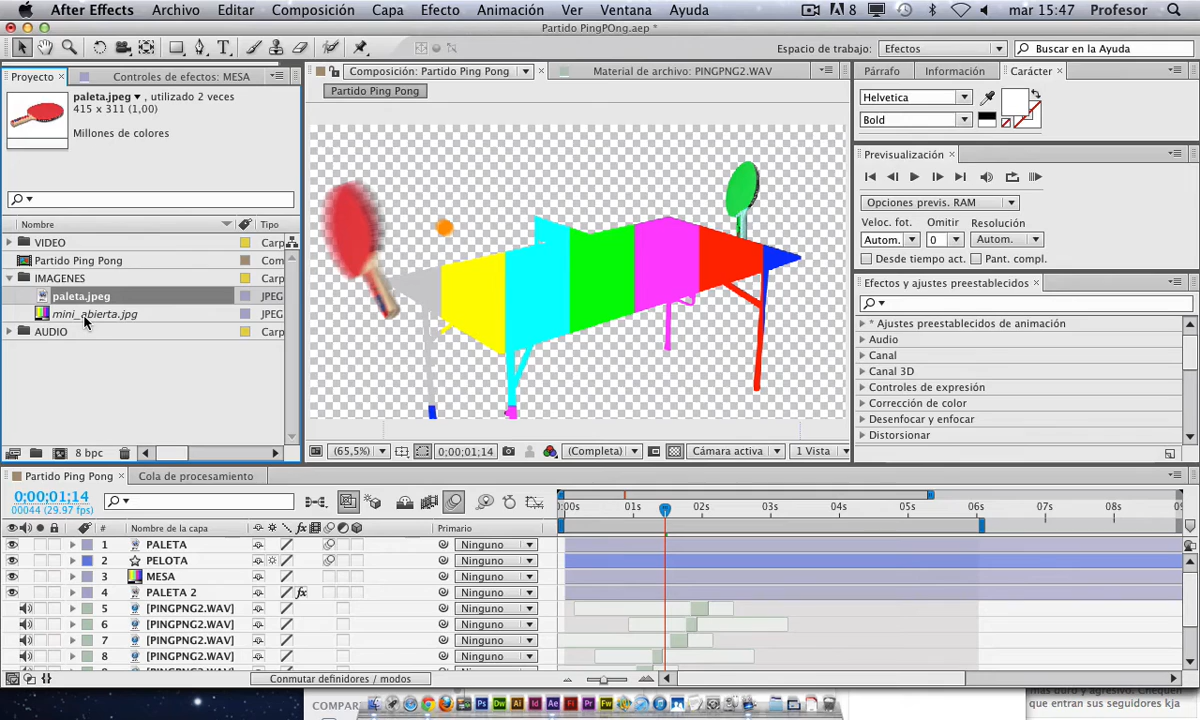 After Effects Archivo Editar Composición Capa Efecto Animación Ver Ventana Ayuda 8 mar 15:47 Profesor
Partido PingPOng.aep *
Espacio de trabajo: Efectos Buscar en la Ayuda
Proyecto Controles de efectos: MESA
Composición: Partido Ping Pong Material de archivo: PINGPNG2.WAV
Párrafo Información Carácter
paleta.jpeg , utilizado 2 veces
415 x 311 (1,00)
Millones de colores
Partido Ping Pong
Helvetica
Bold
Previsualización
Opciones previs. RAM
Veloc. fot. Omitir Resolución
Autom. 0 Autom.
Desde tiempo act. Pant. compl.
Nombre Tipo
VIDEO Carp
Partido Ping Pong Com
IMAGENES Carp
paleta.jpeg JPEG
mini_abierta.jpg JPEG
AUDIO Carp
Efectos y ajustes preestablecidos
* Ajustes preestablecidos de animación
Audio
Canal
Canal 3D
Controles de expresión
Corrección de color
Desenfocar y enfocar
Distorsionar
8 bpc
(65,5%) 0;00;01;14 (Completa) Cámara activa 1 Vista
Partido Ping Pong Cola de procesamiento
0;00;01;14
00044 (29.97 fps)
:00s 01s 02s 03s 04s 05s 06s 07s 08s 09
# Nombre de la capa Primario
1 PALETA Ninguno
2 PELOTA Ninguno
3 MESA Ninguno
4 PALETA 2 fx Ninguno
5 [PINGPNG2.WAV] Ninguno
6 [PINGPNG2.WAV] Ninguno
7 [PINGPNG2.WAV] Ninguno
8 [PINGPNG2.WAV] Ninguno
Conmutar definidores / modos
COMPAR
mas duro y agresivo. Chequen
que entran sus seguidores kja